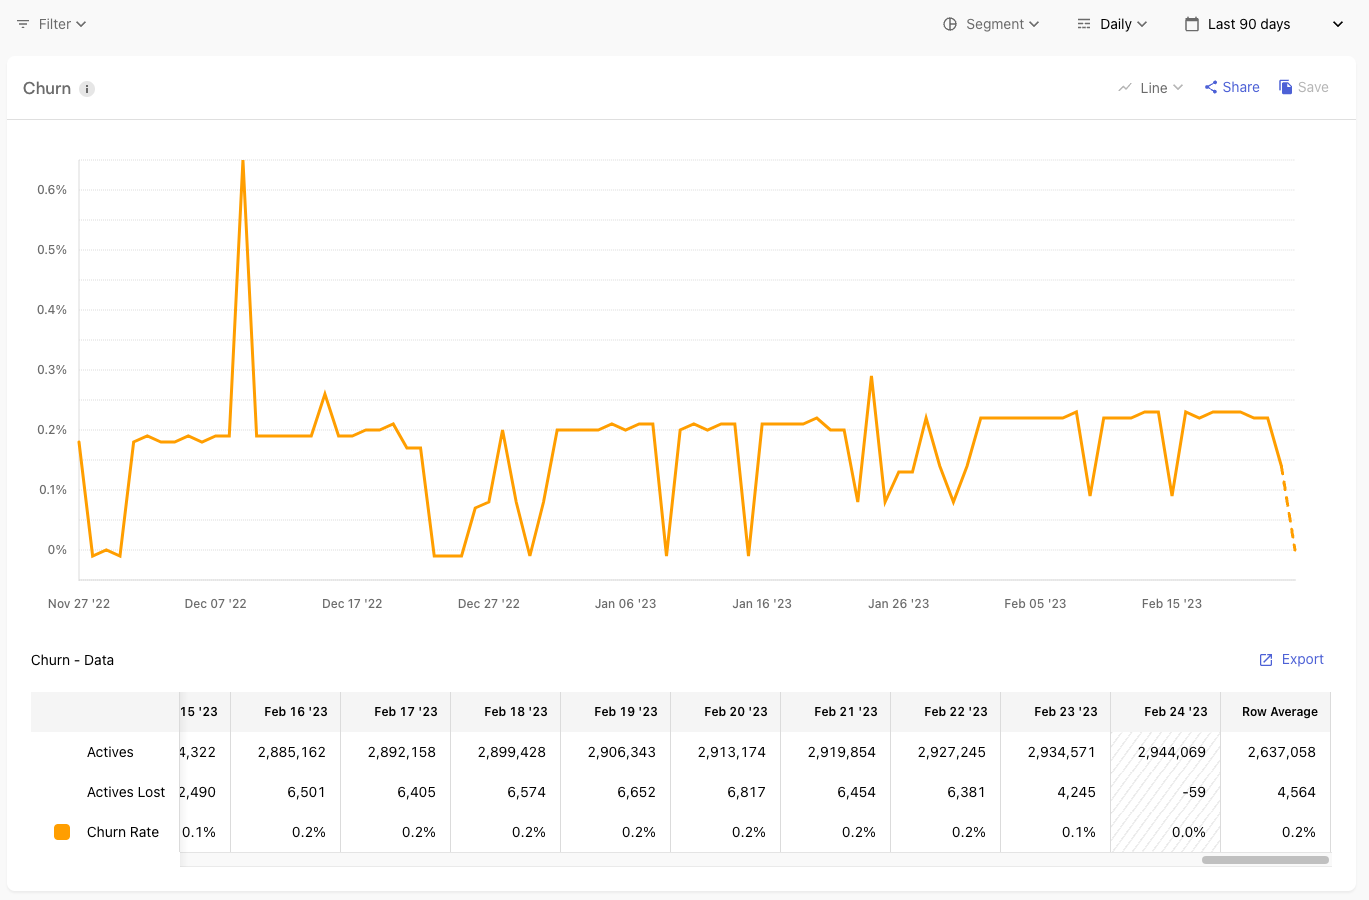 Filter Segment Daily Last 90 days
Churn i Line Share Save
0.6%
0.5%
0.4%
0.3%
0.2%
0.1%
0%
Nov 27 '22 Dec 07 '22 Dec 17 '22 Dec 27 '22 Jan 06 '23 Jan 16 '23 Jan 26 '23 Feb 05 '23 Feb 15 '23
Churn - Data Export
15 '23 Feb 16 '23 Feb 17 '23 Feb 18 '23 Feb 19 '23 Feb 20 '23 Feb 21 '23 Feb 22 '23 Feb 23 '23 Feb 24 '23 Row Average
Actives 4,322 2,885,162 2,892,158 2,899,428 2,906,343 2,913,174 2,919,854 2,927,245 2,934,571 2,944,069 2,637,058
Actives Lost 2,490 6,501 6,405 6,574 6,652 6,817 6,454 6,381 4,245 -59 4,564
Churn Rate 0.1% 0.2% 0.2% 0.2% 0.2% 0.2% 0.2% 0.2% 0.1% 0.0% 0.2%